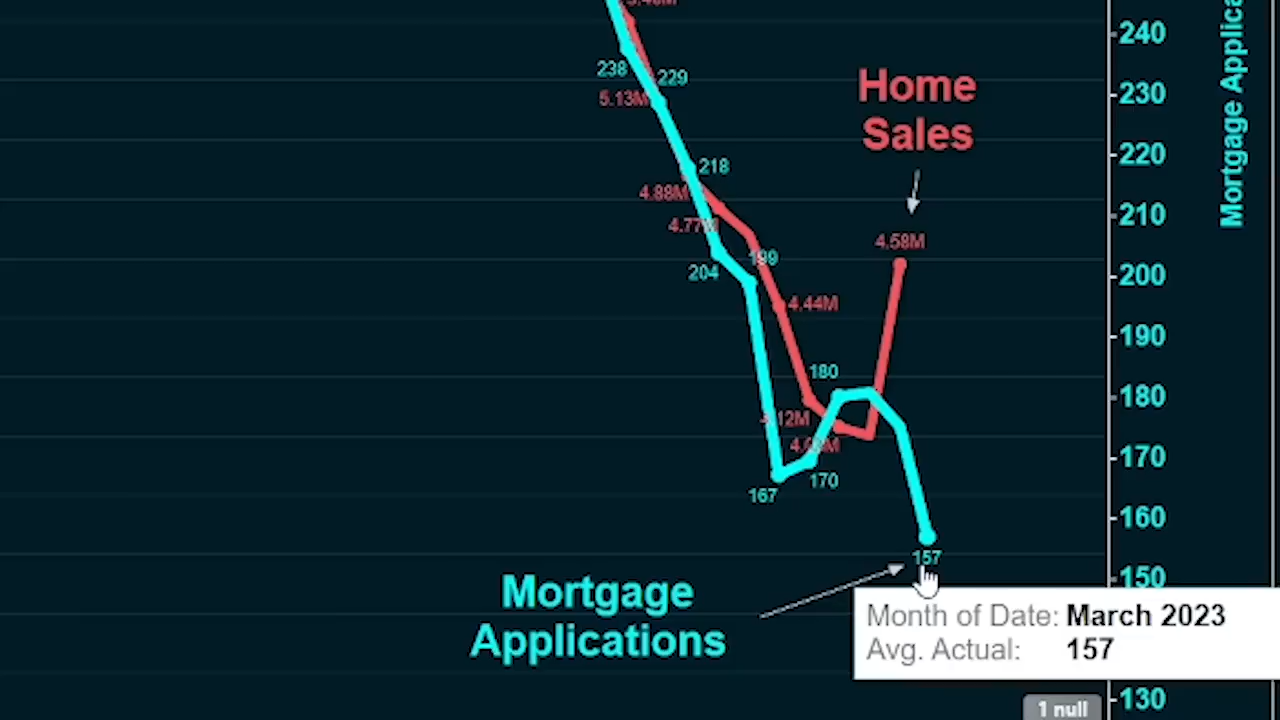 240
Mortgage
238
229
5.13M
230
Home
Sales
218
220
4.88M
210
4.58M
199
204
200
4.44M
190
180
180
170
170
167
160
157
150
Mortgage
Applications
Month of Date: March 2023
Avg. Actual: 157
130
1 null